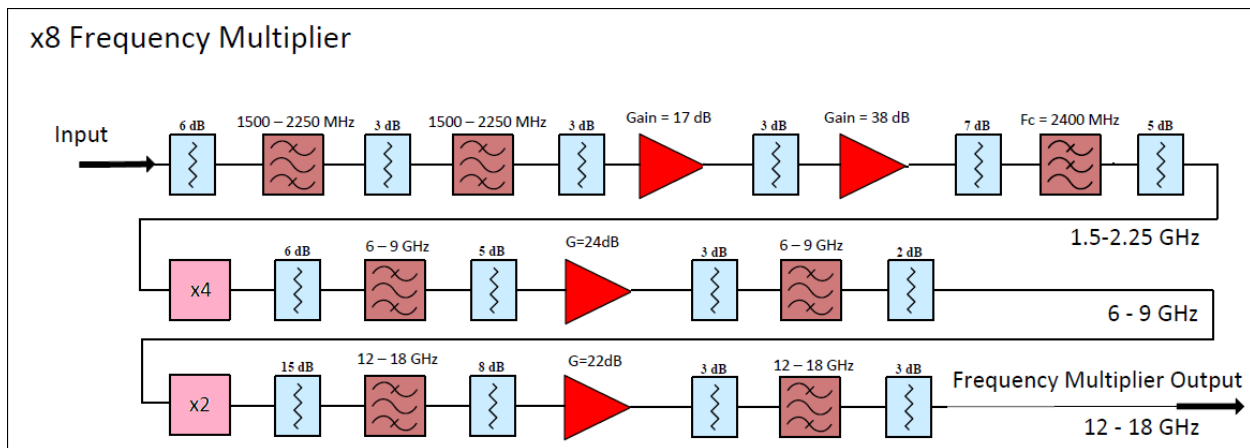 x8 Frequency Multiplier
Input
6 dB
1500 – 2250 MHz
3 dB
1500 – 2250 MHz
3 dB
Gain = 17 dB
3 dB
Gain = 38 dB
7 dB
Fc = 2400 MHz
5 dB
1.5-2.25 GHz
x4
6 dB
6 – 9 GHz
5 dB
G=24dB
3 dB
6 – 9 GHz
2 dB
6 - 9 GHz
x2
15 dB
12 – 18 GHz
8 dB
G=22dB
3 dB
12 – 18 GHz
3 dB
Frequency Multiplier Output
12 - 18 GHz